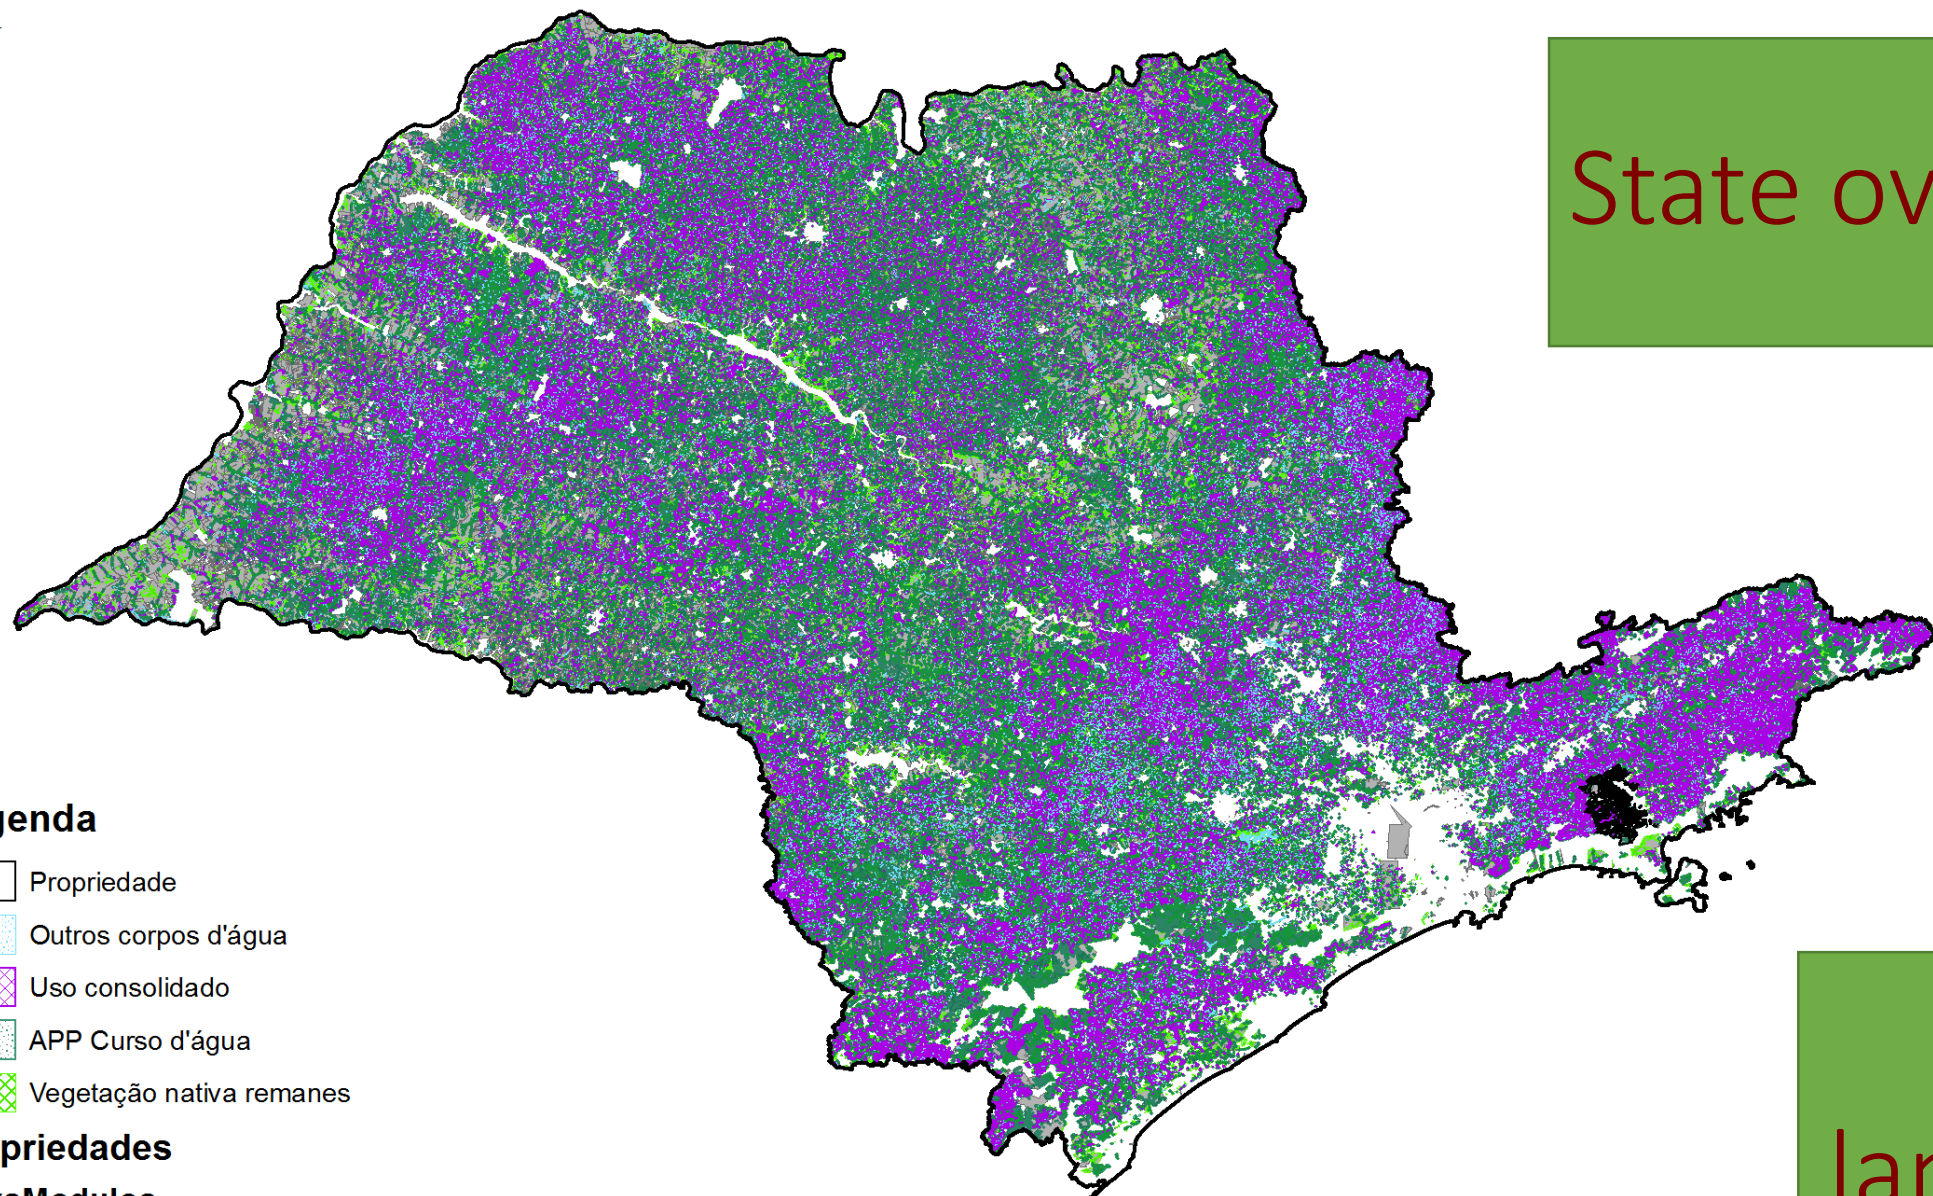 State ov
genda
Propriedade
Outros corpos d'água
Uso consolidado
APP Curso d'água
Vegetação nativa remanes
priedades
lar